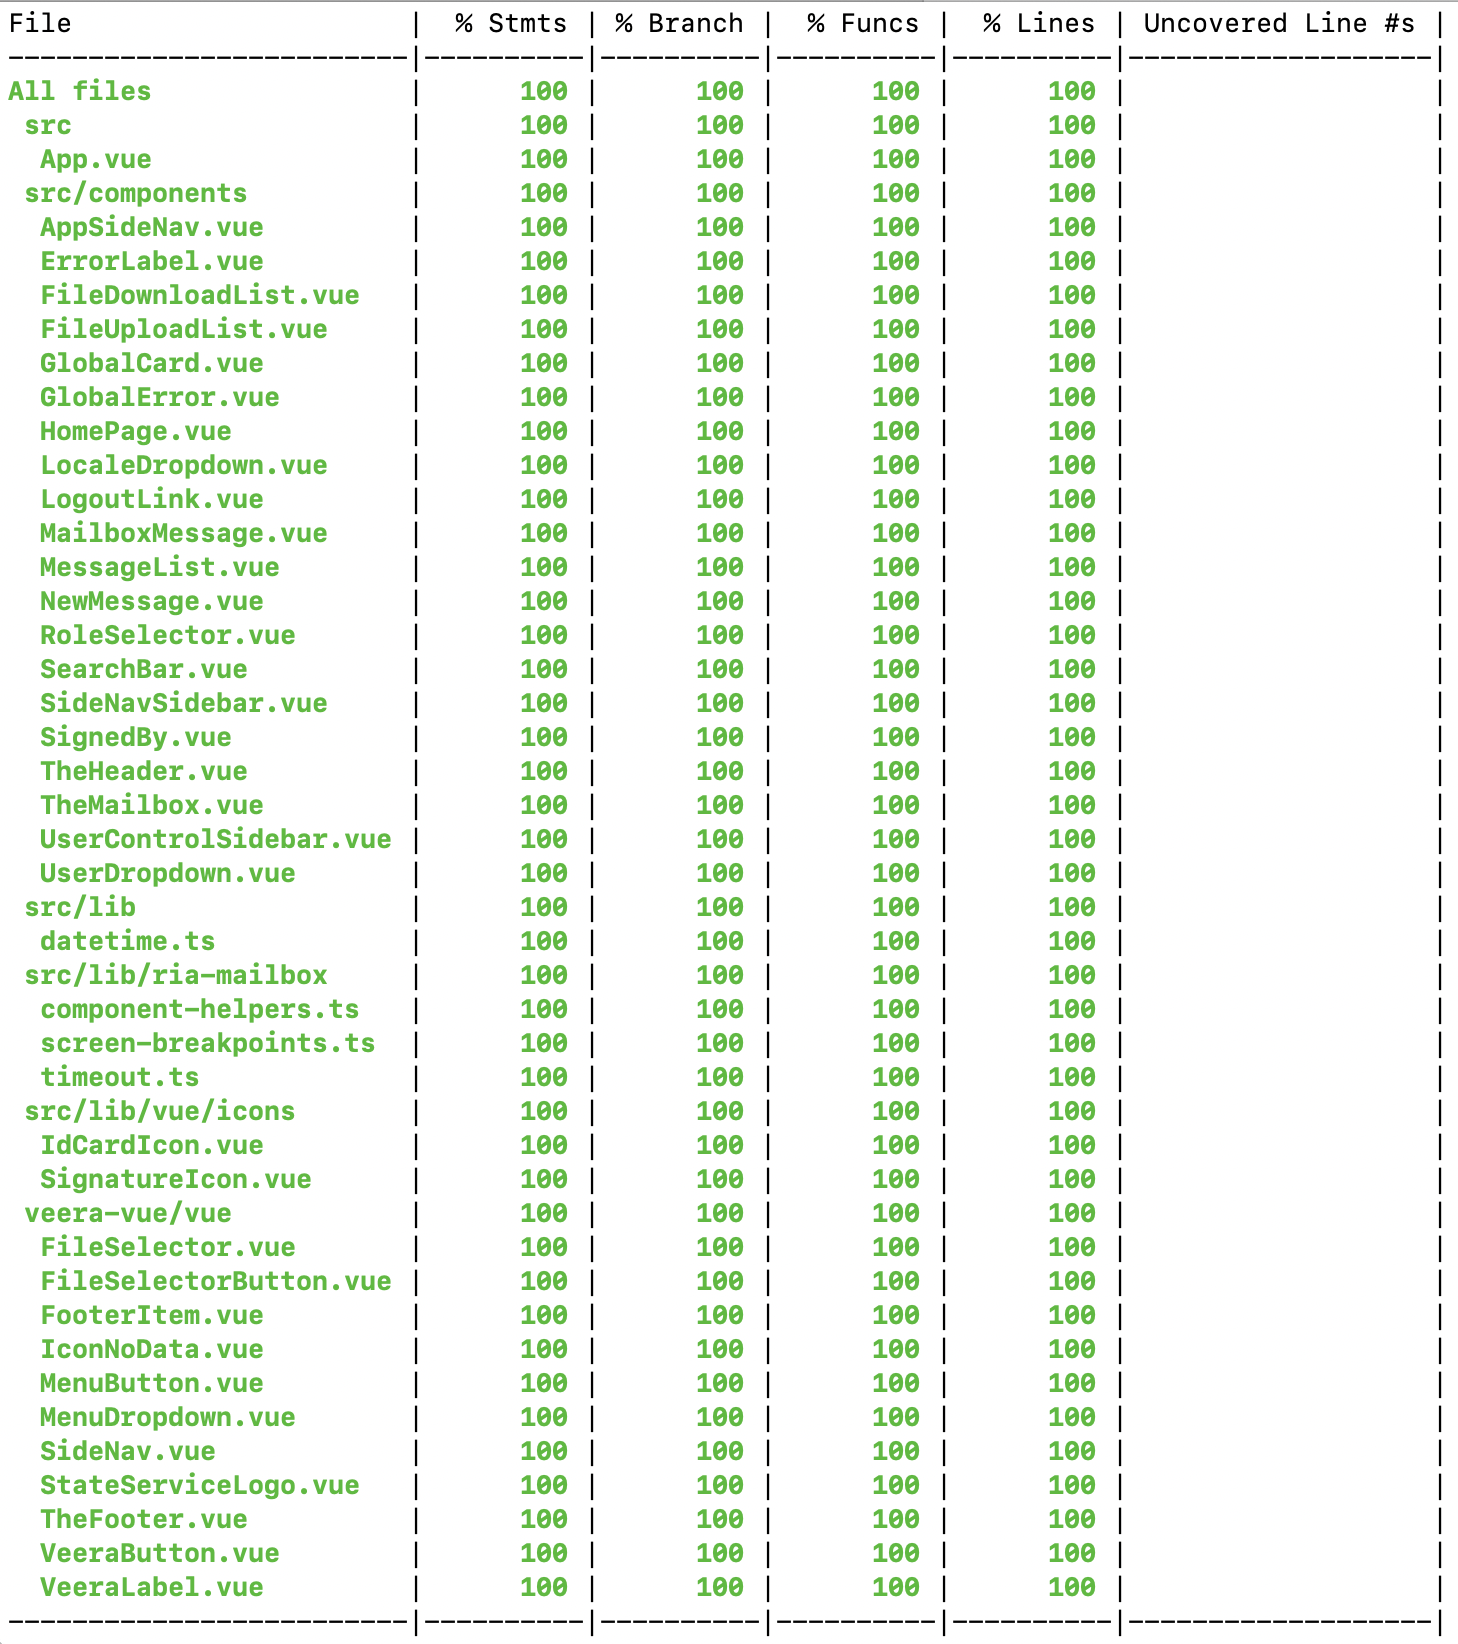 File | % Stmts | % Branch | % Funcs | % Lines | Uncovered Line #s |
-------------------------|----------|----------|----------|----------|-------------------|
All files | 100 | 100 | 100 | 100 | |
src | 100 | 100 | 100 | 100 | |
App.vue | 100 | 100 | 100 | 100 | |
src/components | 100 | 100 | 100 | 100 | |
AppSideNav.vue | 100 | 100 | 100 | 100 | |
ErrorLabel.vue | 100 | 100 | 100 | 100 | |
FileDownloadList.vue | 100 | 100 | 100 | 100 | |
FileUploadList.vue | 100 | 100 | 100 | 100 | |
GlobalCard.vue | 100 | 100 | 100 | 100 | |
GlobalError.vue | 100 | 100 | 100 | 100 | |
HomePage.vue | 100 | 100 | 100 | 100 | |
LocaleDropdown.vue | 100 | 100 | 100 | 100 | |
LogoutLink.vue | 100 | 100 | 100 | 100 | |
MailboxMessage.vue | 100 | 100 | 100 | 100 | |
MessageList.vue | 100 | 100 | 100 | 100 | |
NewMessage.vue | 100 | 100 | 100 | 100 | |
RoleSelector.vue | 100 | 100 | 100 | 100 | |
SearchBar.vue | 100 | 100 | 100 | 100 | |
SideNavSidebar.vue | 100 | 100 | 100 | 100 | |
SignedBy.vue | 100 | 100 | 100 | 100 | |
TheHeader.vue | 100 | 100 | 100 | 100 | |
TheMailbox.vue | 100 | 100 | 100 | 100 | |
UserControlSidebar.vue | 100 | 100 | 100 | 100 | |
UserDropdown.vue | 100 | 100 | 100 | 100 | |
src/lib | 100 | 100 | 100 | 100 | |
datetime.ts | 100 | 100 | 100 | 100 | |
src/lib/ria-mailbox | 100 | 100 | 100 | 100 | |
component-helpers.ts | 100 | 100 | 100 | 100 | |
screen-breakpoints.ts | 100 | 100 | 100 | 100 | |
timeout.ts | 100 | 100 | 100 | 100 | |
src/lib/vue/icons | 100 | 100 | 100 | 100 | |
IdCardIcon.vue | 100 | 100 | 100 | 100 | |
SignatureIcon.vue | 100 | 100 | 100 | 100 | |
veera-vue/vue | 100 | 100 | 100 | 100 | |
FileSelector.vue | 100 | 100 | 100 | 100 | |
FileSelectorButton.vue | 100 | 100 | 100 | 100 | |
FooterItem.vue | 100 | 100 | 100 | 100 | |
IconNoData.vue | 100 | 100 | 100 | 100 | |
MenuButton.vue | 100 | 100 | 100 | 100 | |
MenuDropdown.vue | 100 | 100 | 100 | 100 | |
SideNav.vue | 100 | 100 | 100 | 100 | |
StateServiceLogo.vue | 100 | 100 | 100 | 100 | |
TheFooter.vue | 100 | 100 | 100 | 100 | |
VeeraButton.vue | 100 | 100 | 100 | 100 | |
VeeraLabel.vue | 100 | 100 | 100 | 100 | |
-------------------------|----------|----------|----------|----------|-------------------|